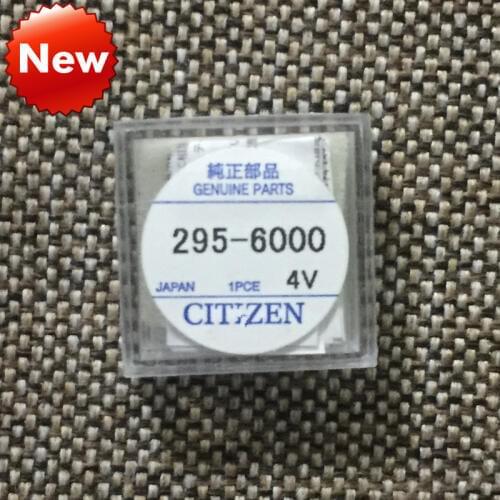 New
純正部品
GENUINE PARTS
295-6000
JAPAN 1PCE 4V
CITIZEN